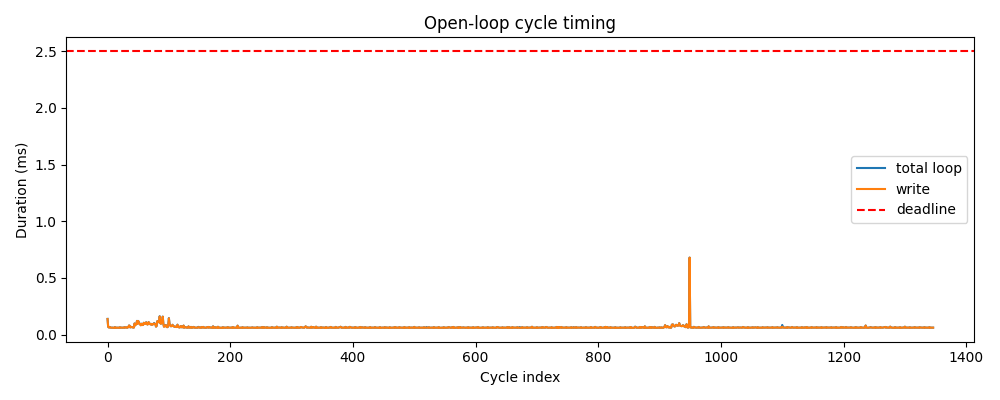 Open-loop cycle timing
Duration (ms)
2.5
2.0
1.5
1.0
0.5
0.0
total loop
write
deadline
0 200 400 600 800 1000 1200 1400
Cycle index